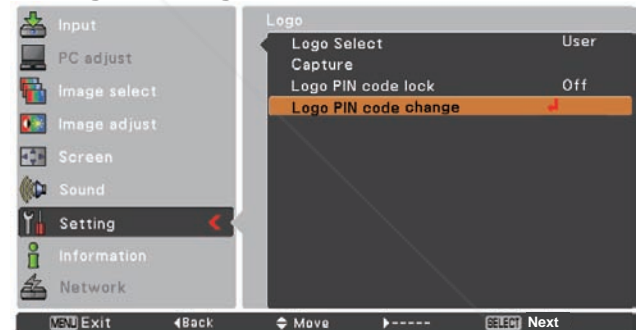 Logo
Input
PC adjust
Image select
Image adjust
Screen
Sound
Setting
Information
Network
Logo Select User
Capture
Logo PIN code lock Off
Logo PIN code change
MENU Exit Back Move ----- SELECT Next